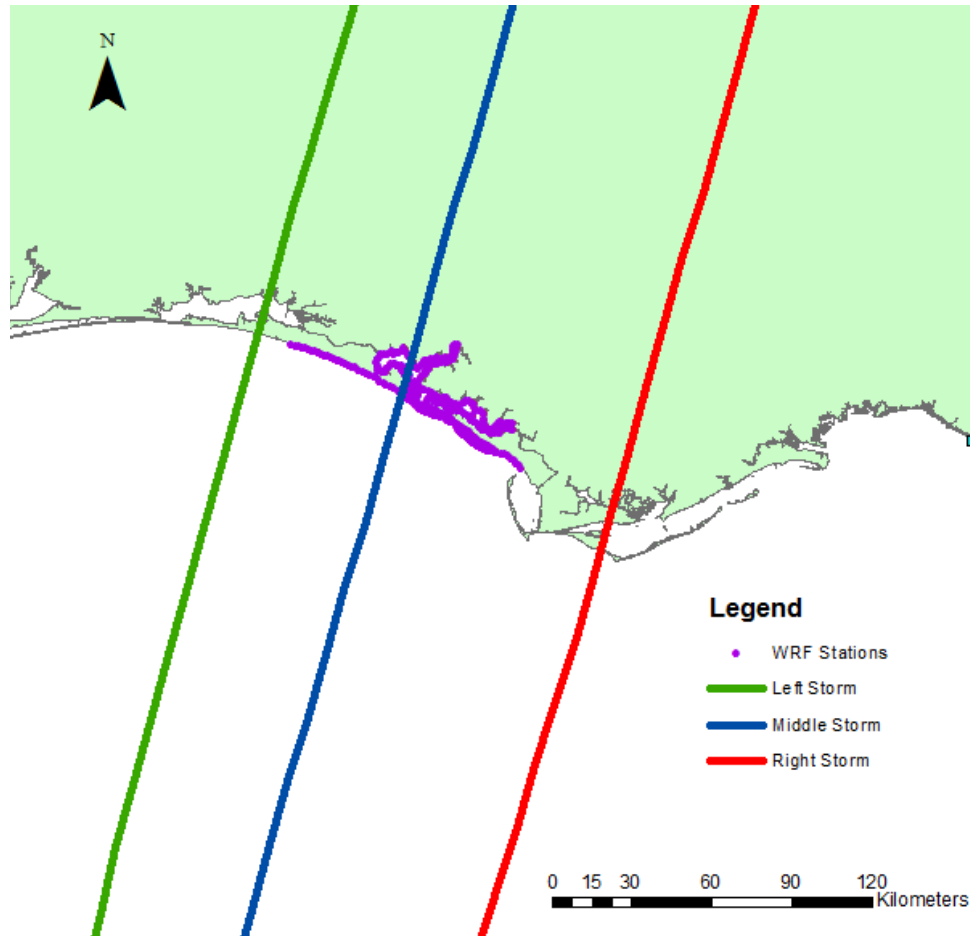 N
Legend
WRF Stations
Left Storm
Middle Storm
Right Storm
0 15 30 60 90 120
Kilometers